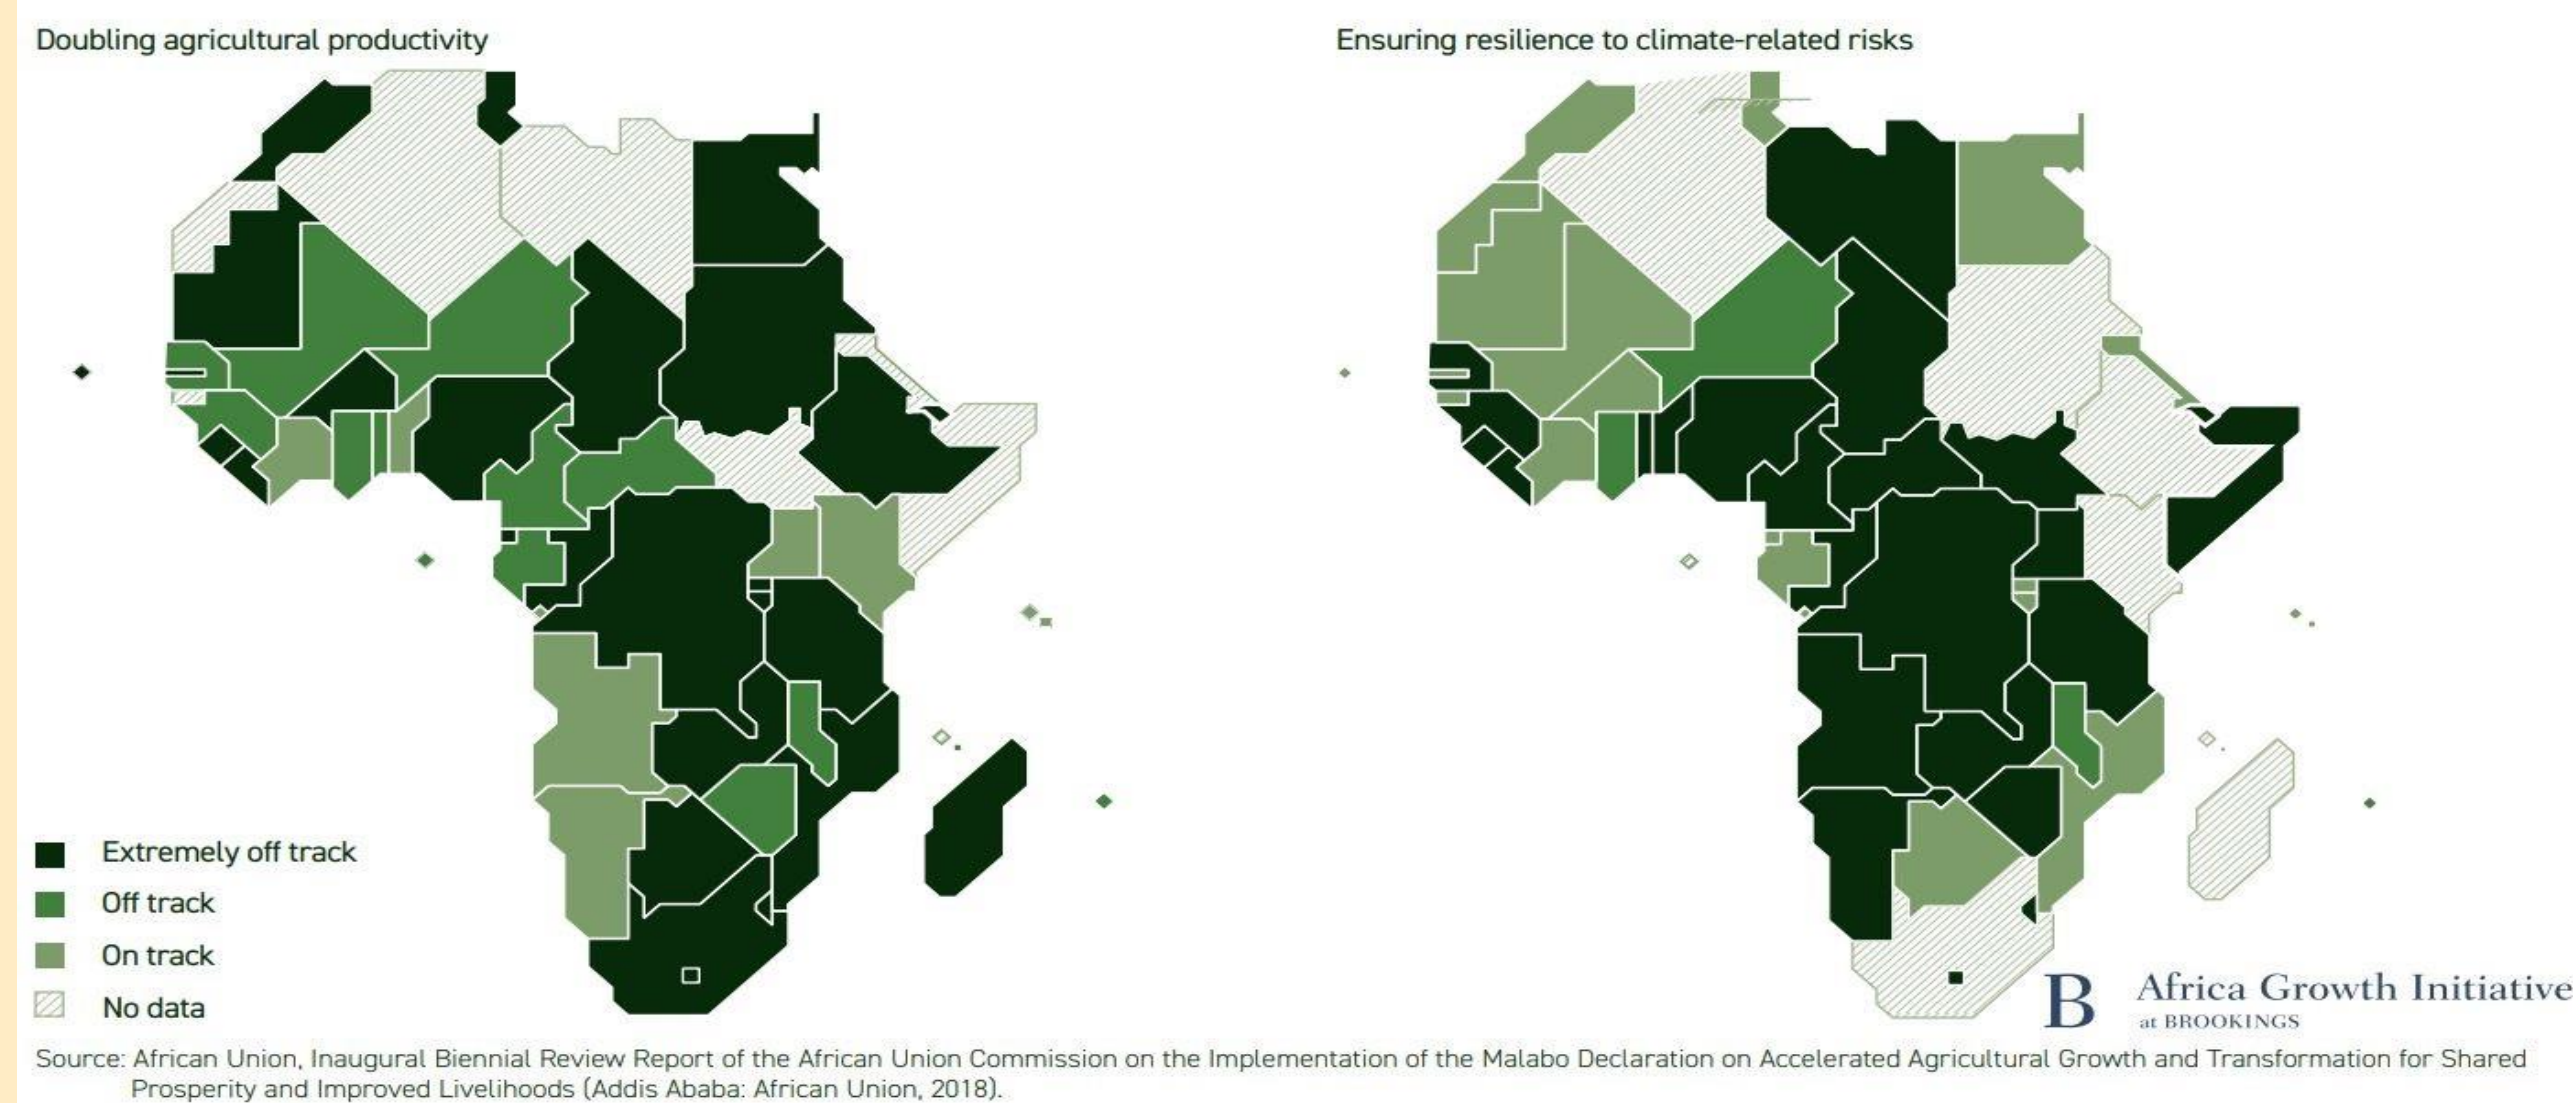 Doubling agricultural productivity
Ensuring resilience to climate-related risks
Extremely off track
Off track
On track
No data
B Africa Growth Initiative
at BROOKINGS
Source: African Union, Inaugural Biennial Review Report of the African Union Commission on the Implementation of the Malabo Declaration on Accelerated Agricultural Growth and Transformation for Shared
Prosperity and Improved Livelihoods (Addis Ababa: African Union, 2018).